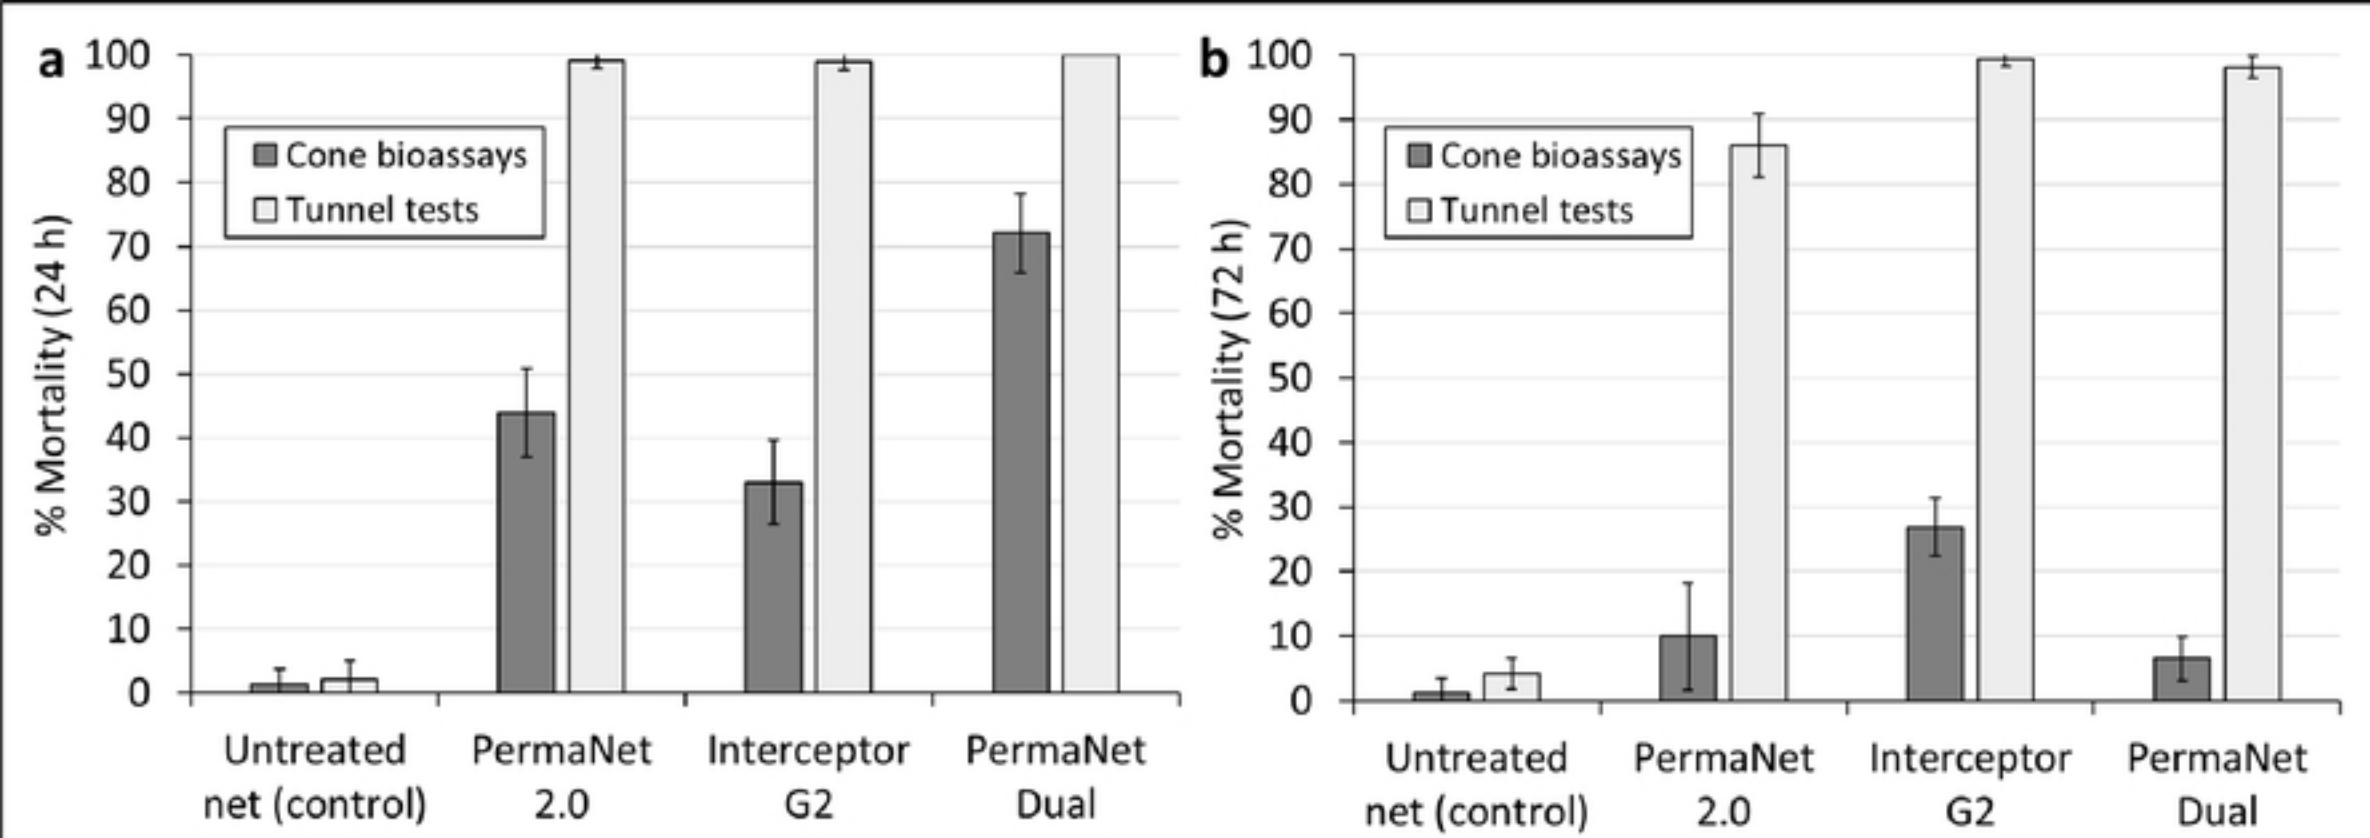 a
% Mortality (24 h)
100
90
80
70
60
50
40
30
20
10
0
Cone bioassays
Tunnel tests
Untreated
net (control)
PermaNet
2.0
Interceptor
G2
PermaNet
Dual
b
% Mortality (72 h)
100
90
80
70
60
50
40
30
20
10
0
Cone bioassays
Tunnel tests
Untreated
net (control)
PermaNet
2.0
Interceptor
G2
PermaNet
Dual